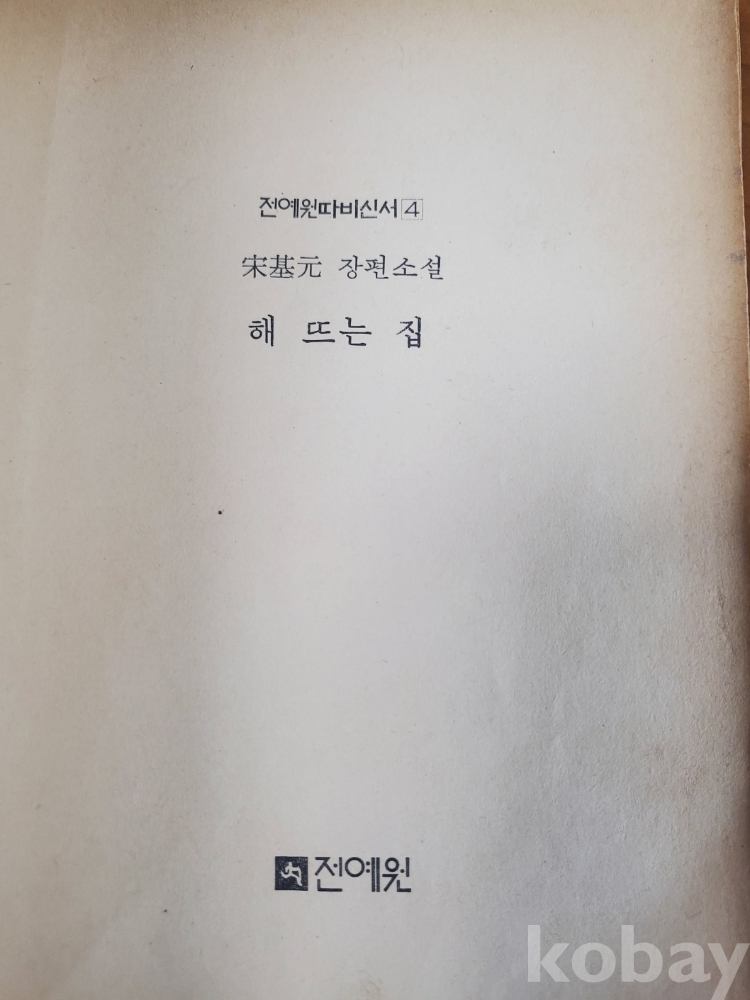 전예원따비신서 4
宋基元 장편소설
해 뜨는 집
전예원
kobay